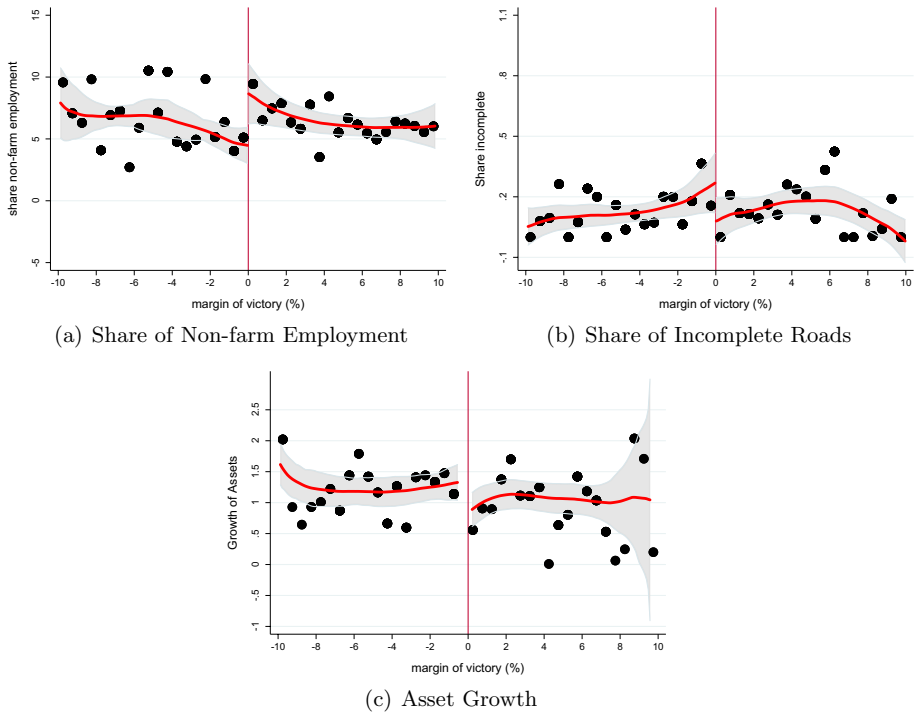 15
10
5
0
-5
share non-farm employment
-10 -8 -6 -4 -2 0 2 4 6 8 10
margin of victory (%)
(a) Share of Non-farm Employment
1.1
.8
.5
.2
-.1
Share incomplete
-10 -8 -6 -4 -2 0 2 4 6 8 10
margin of victory (%)
(b) Share of Incomplete Roads
2.5
2
1.5
1
.5
0
-.5
-1
Growth of Assets
-10 -8 -6 -4 -2 0 2 4 6 8 10
margin of victory (%)
(c) Asset Growth